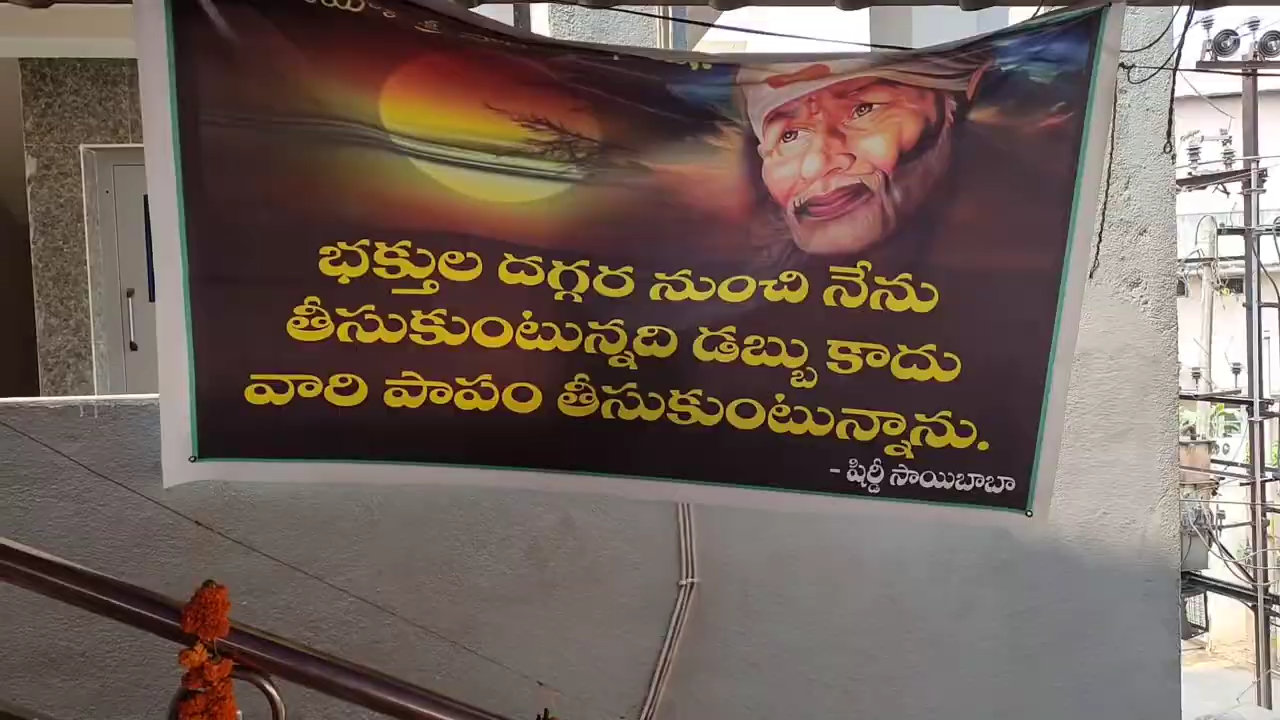 భక్తుల దగ్గర నుంచి నేను
తీసుకుంటున్నది డబ్బు కాదు
వారి పాపం తీసుకుంటున్నాను.
- షిర్డీ సాయిబాబా